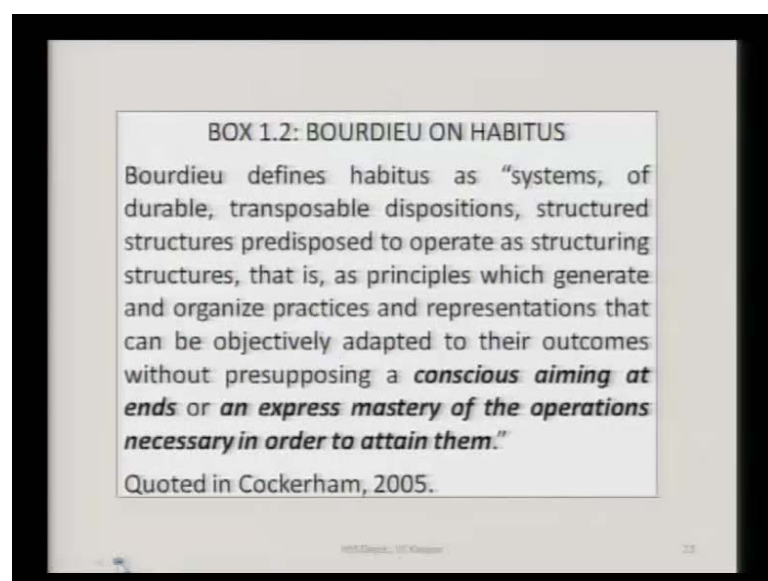 BOX 1.2: BOURDIEU ON HABITUS
Bourdieu defines habitus as “systems, of
durable, transposable dispositions, structured
structures predisposed to operate as structuring
structures, that is, as principles which generate
and organize practices and representations that
can be objectively adapted to their outcomes
without presupposing a conscious aiming at
ends or an express mastery of the operations
necessary in order to attain them.”
Quoted in Cockerham, 2005.